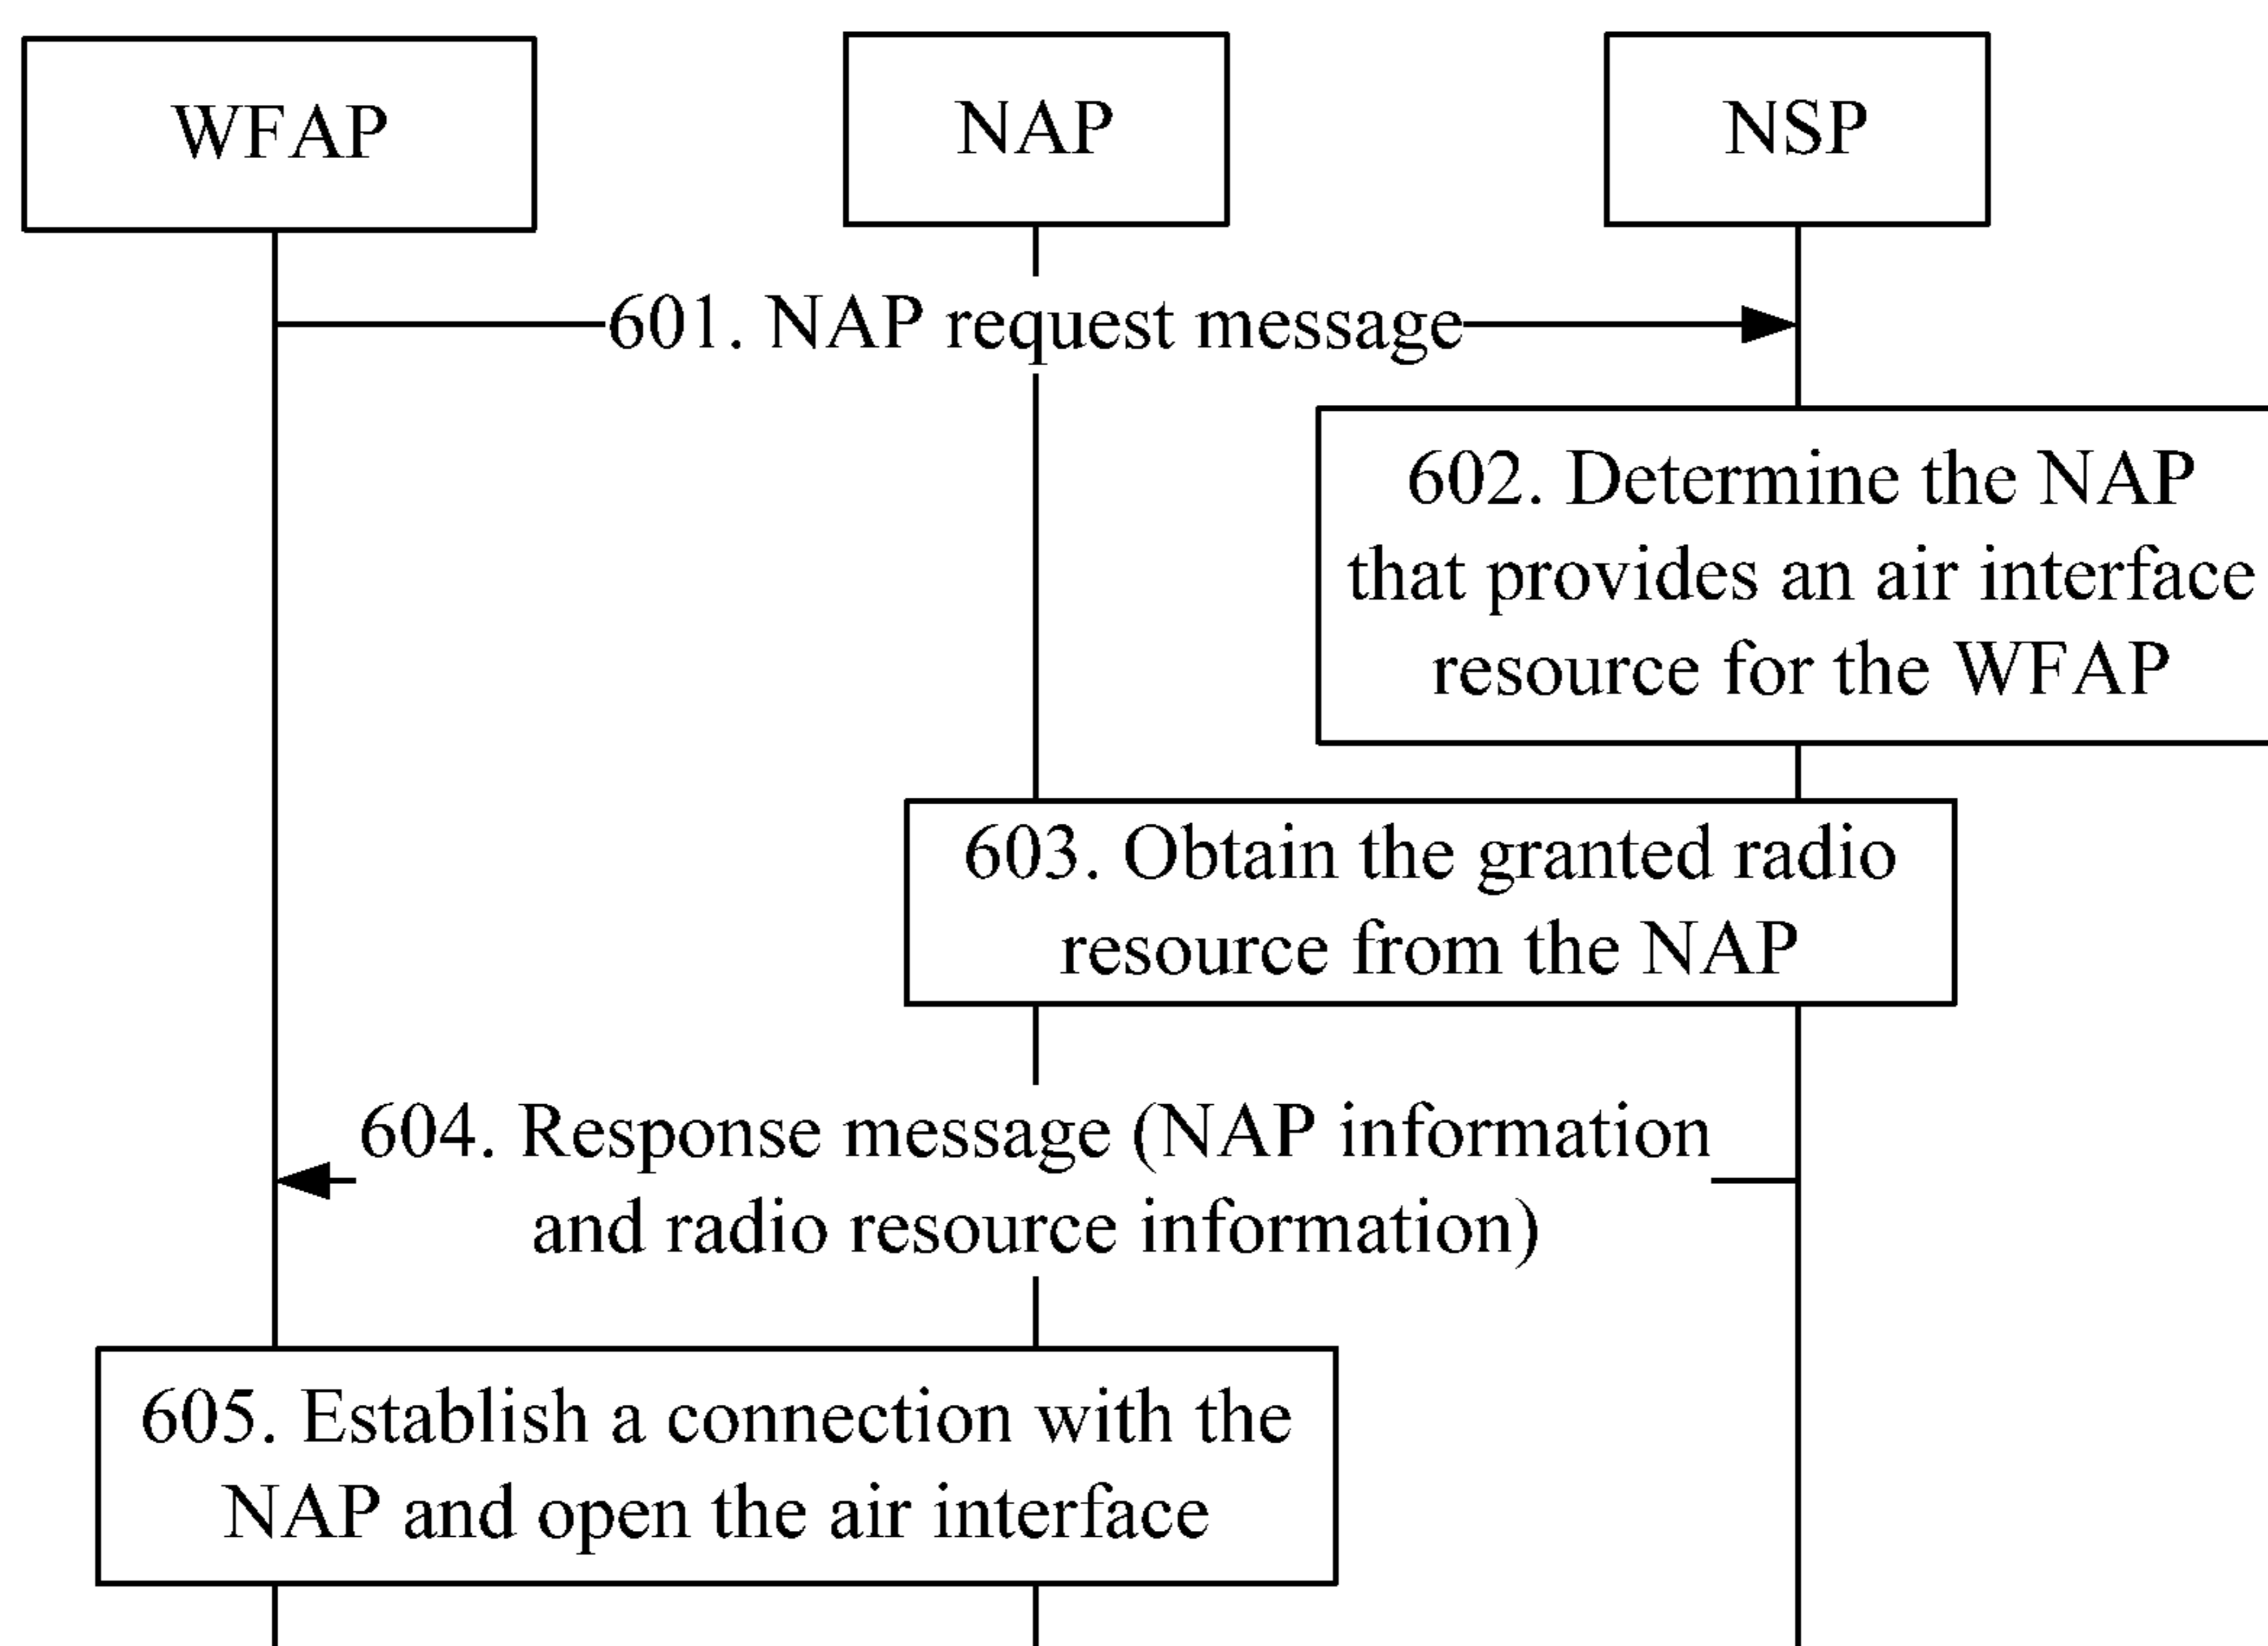 WFAP
NAP
NSP
601. NAP request message
602. Determine the NAP
that provides an air interface
resource for the WFAP
603. Obtain the granted radio
resource from the NAP
604. Response message (NAP information
and radio resource information)
605. Establish a connection with the
NAP and open the air interface